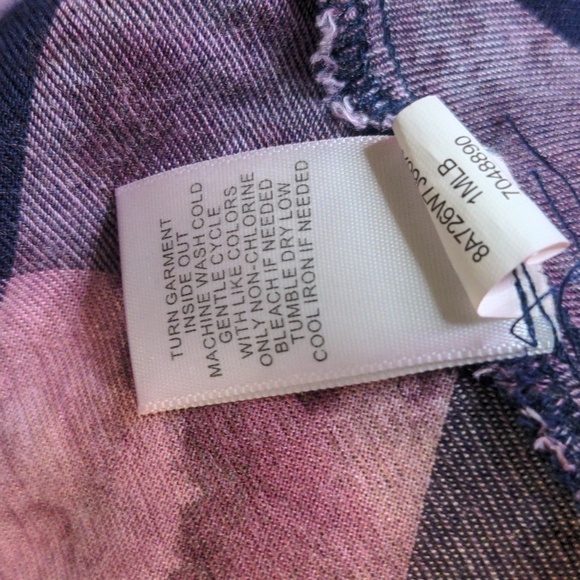 TURN GARMENT
INSIDE OUT
MACHINE WASH COLD
GENTLE CYCLE
WITH LIKE COLORS
ONLY NON-CHLORINE
BLEACH IF NEEDED
TUMBLE DRY LOW
COOL IRON IF NEEDED
1MLB
7048890